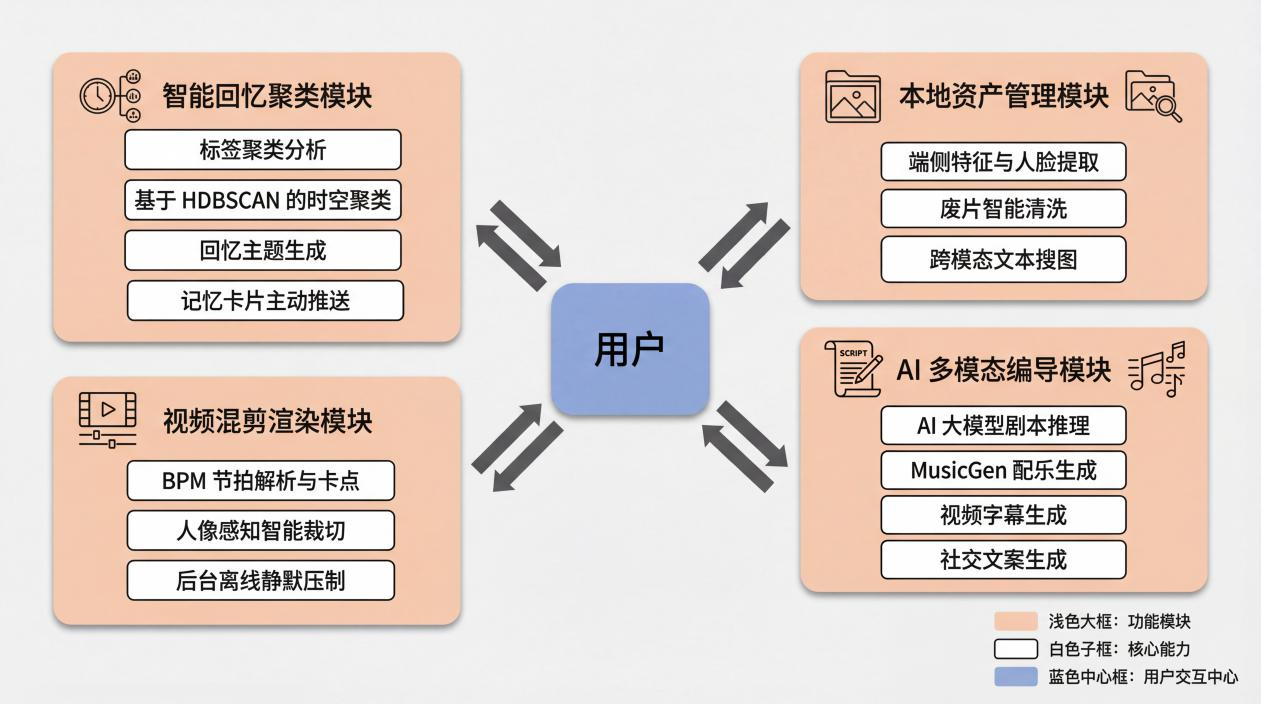 智能回忆聚类模块
标签聚类分析
基于 HDBSCAN 的时空聚类
回忆主题生成
记忆卡片主动推送
本地资产管理模块
端侧特征与人脸提取
废片智能清洗
跨模态文本搜图
用户
视频混剪渲染模块
BPM 节拍解析与卡点
人像感知智能裁切
后台离线静默压制
SCRIPT
AI 多模态编导模块
AI 大模型剧本推理
MusicGen 配乐生成
视频字幕生成
社交文案生成
浅色大框：功能模块
白色子框：核心能力
蓝色中心框：用户交互中心